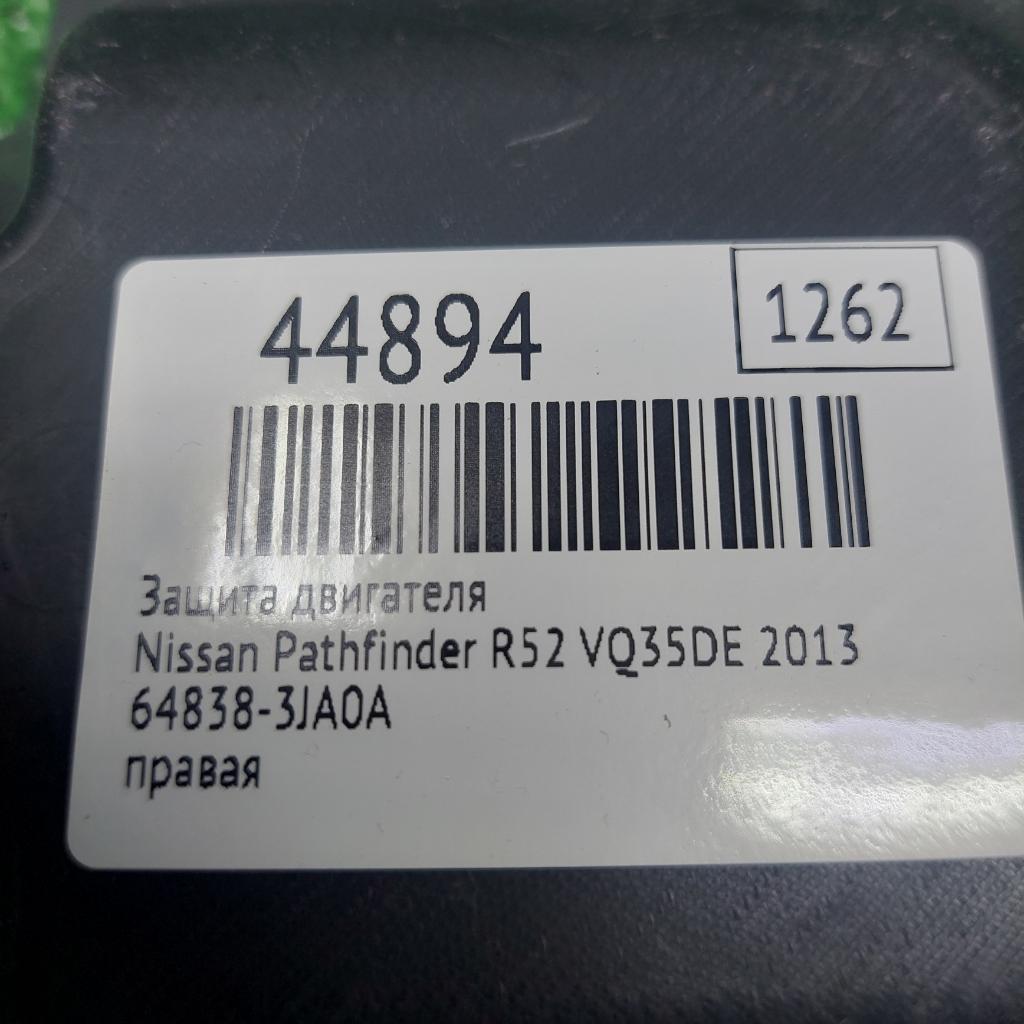 44894
1262
Защита двигателя
Nissan Pathfinder R52 VQ35DE 2013
64838-3JA0A
правая